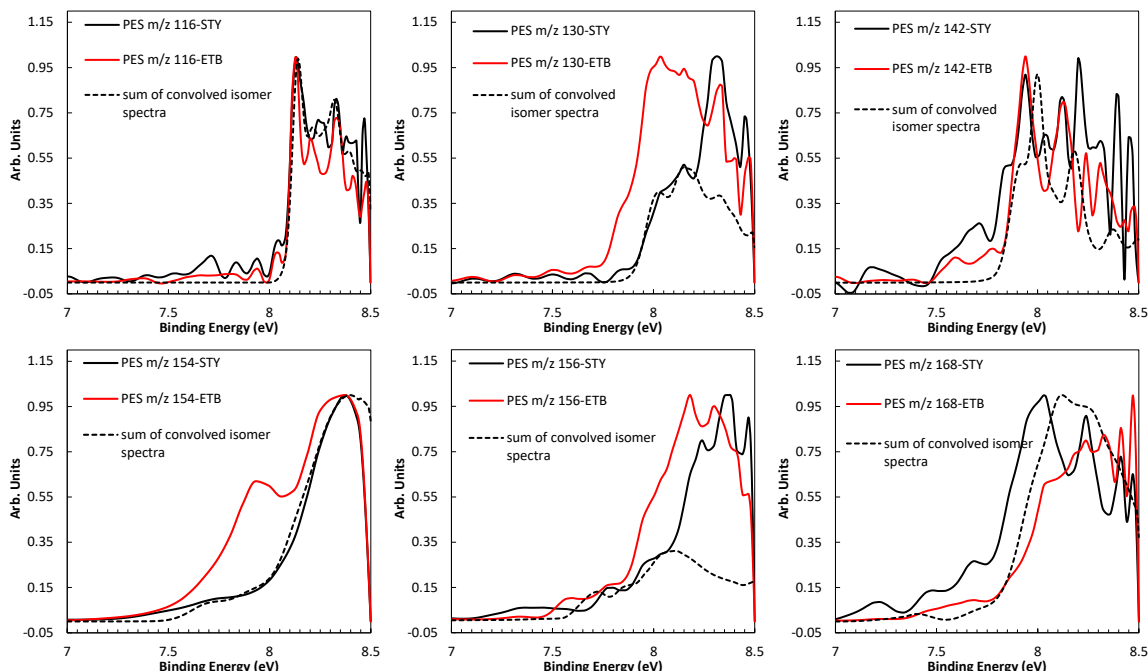 1.15
0.95
0.75
0.55
0.35
0.15
-0.05
Arb. Units
PES m/z 116-STY
PES m/z 116-ETB
sum of convolved isomer
spectra
7
7.5
8
8.5
Binding Energy (eV)
1.15
0.95
0.75
0.55
0.35
0.15
-0.05
Arb. Units
PES m/z 130-STY
PES m/z 130-ETB
sum of convolved
isomer spectra
7
7.5
8
8.5
Binding Energy (eV)
1.15
0.95
0.75
0.55
0.35
0.15
-0.05
Arb. Units
PES m/z 142-STY
PES m/z 142-ETB
sum of convolved
isomer spectra
7
7.5
8
8.5
Binding Energy (eV)
1.15
0.95
0.75
0.55
0.35
0.15
-0.05
Arb. Units
PES m/z 154-STY
PES m/z 154-ETB
sum of convolved isomer
spectra
7
7.5
8
8.5
Binding Energy (eV)
1.15
0.95
0.75
0.55
0.35
0.15
-0.05
Arb. Units
PES m/z 156-STY
PES m/z 156-ETB
sum of convolved isomer
spectra
7
7.5
8
8.5
Binding Energy (eV)
1.15
0.95
0.75
0.55
0.35
0.15
-0.05
Arb. Units
PES m/z 168-STY
PES m/z 168-ETB
sum of convolved isomer
spectra
7
7.5
8
8.5
Binding Energy (eV)